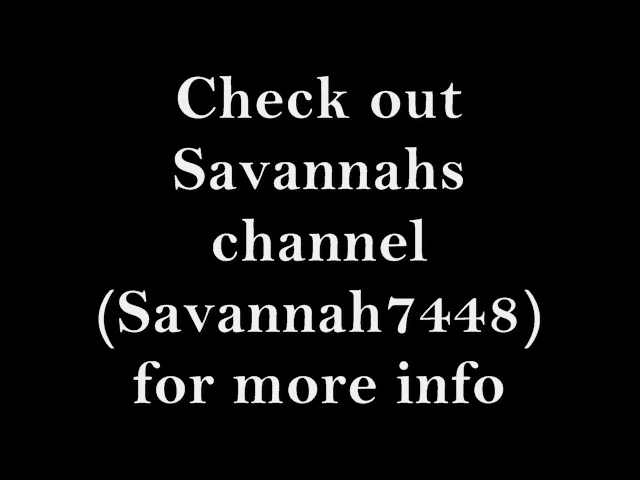 Check out
Savannahs
channel
(Savannah7448)
for more info